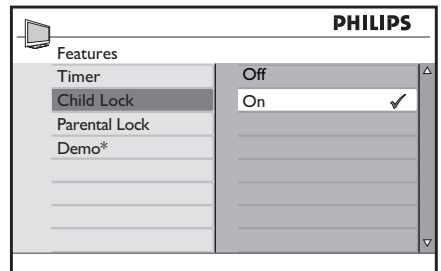 PHILIPS
Features
Timer
Off
Child Lock
On
Parental Lock
Demo*